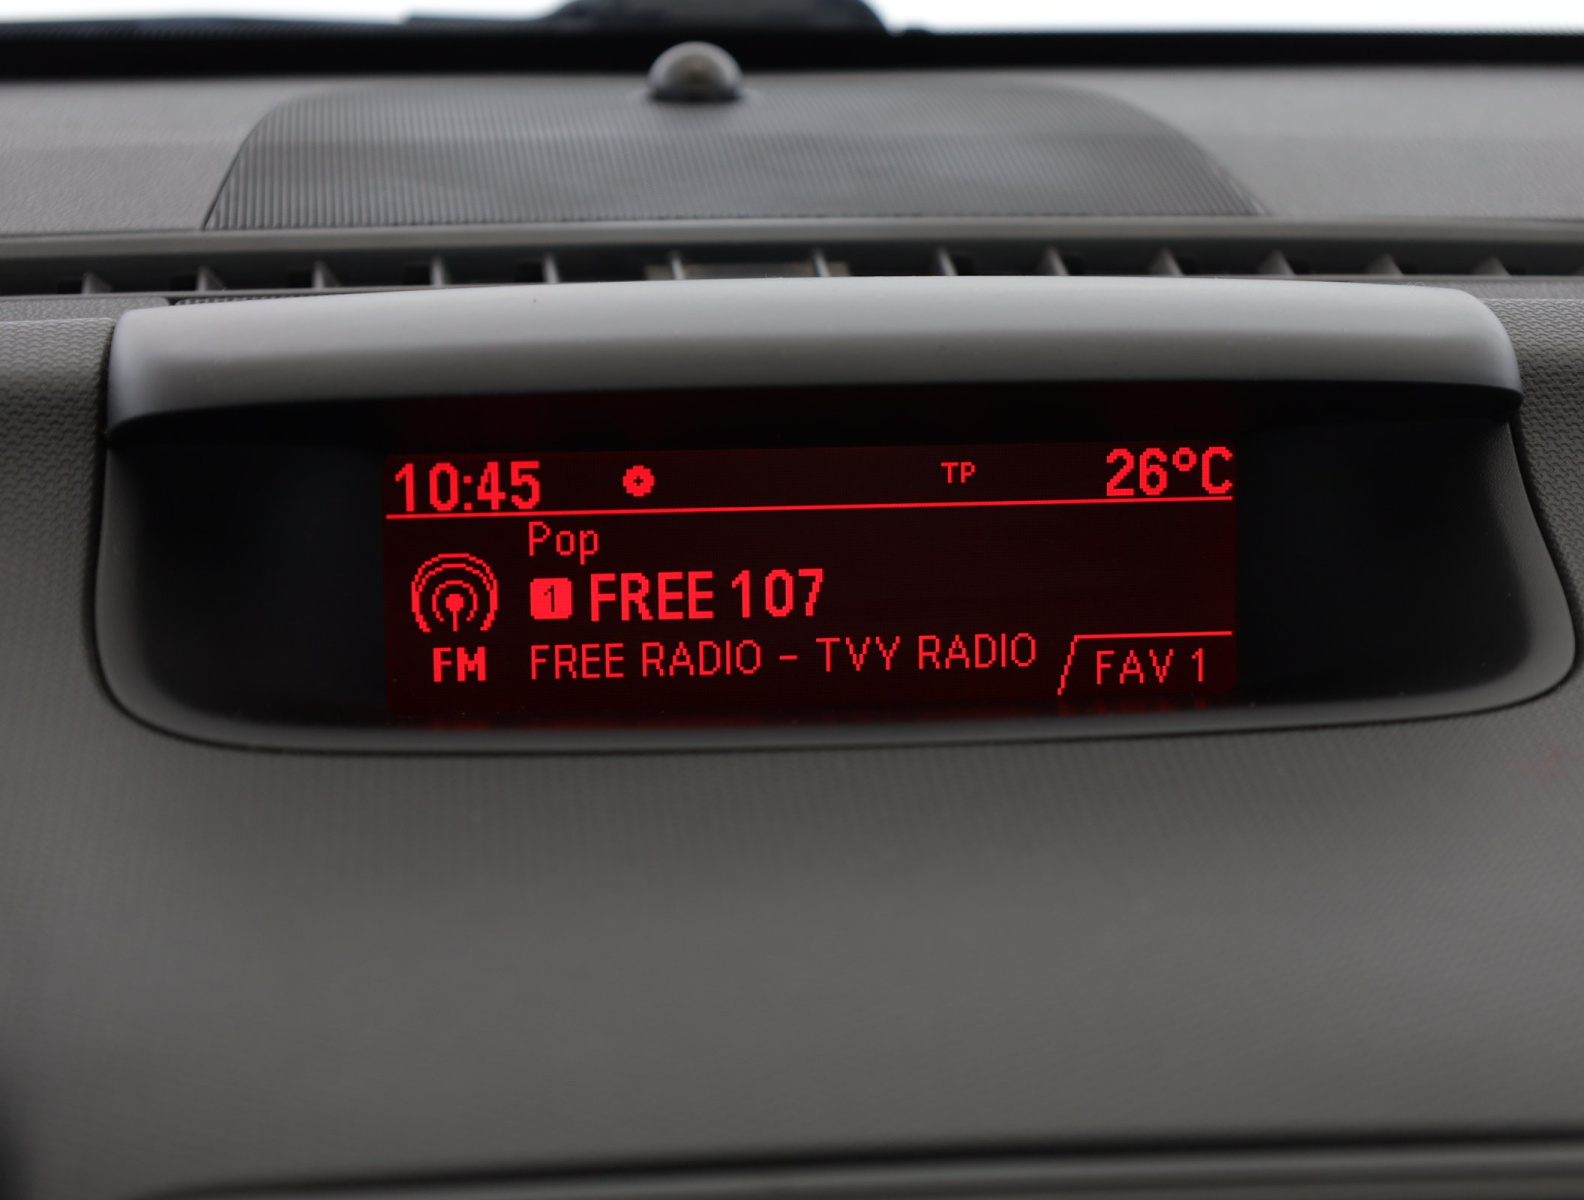 10:45 TP 26°C
Pop
1 FREE 107
FM FREE RADIO - TVY RADIO FAV 1